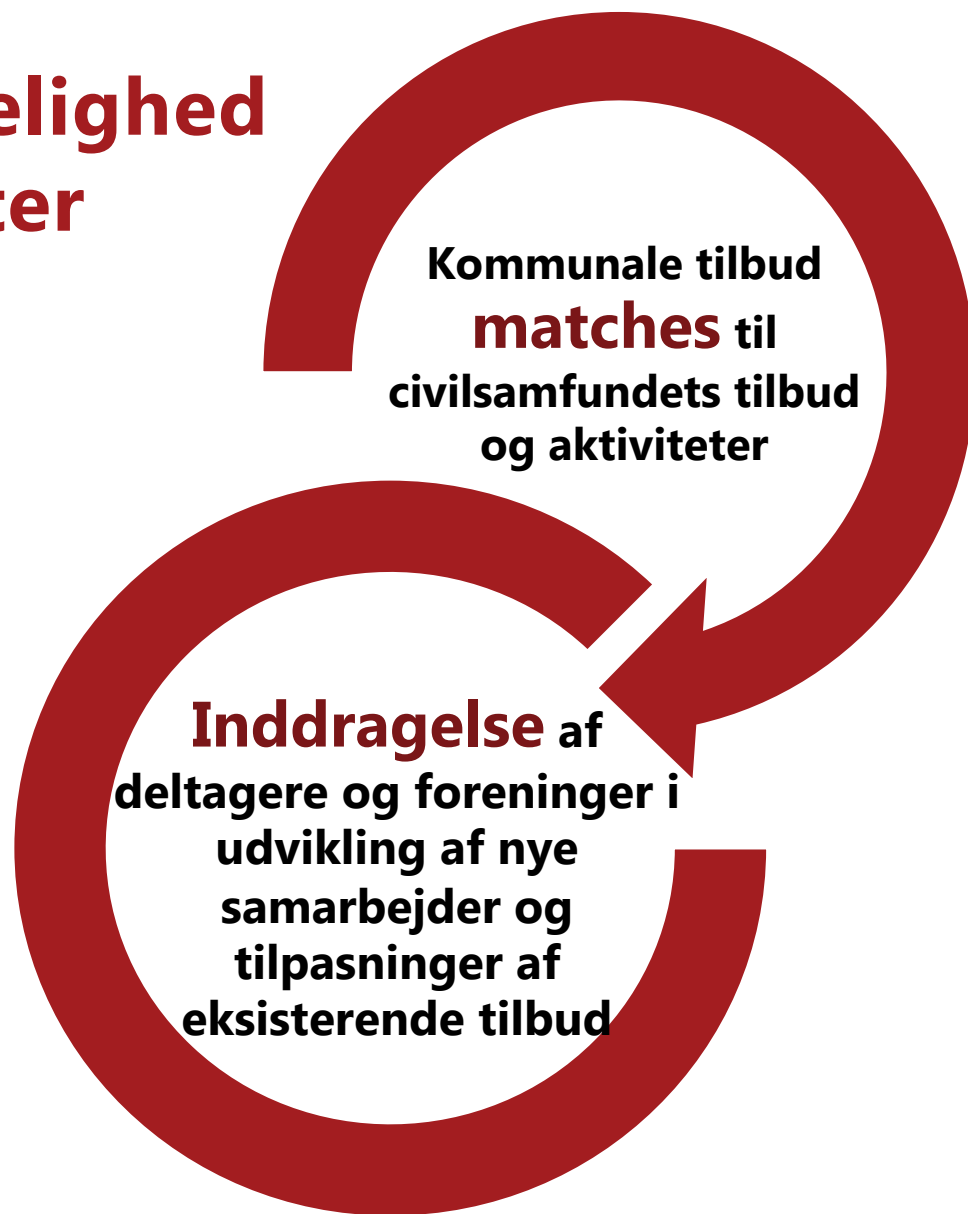 elighed
ter
Kommunale tilbud
matches til
civilsamfundets tilbud
og aktiviteter
Inddragelse af
deltagere og foreninger i
udvikling af nye
samarbejder og
tilpasninger af
eksisterende tilbud